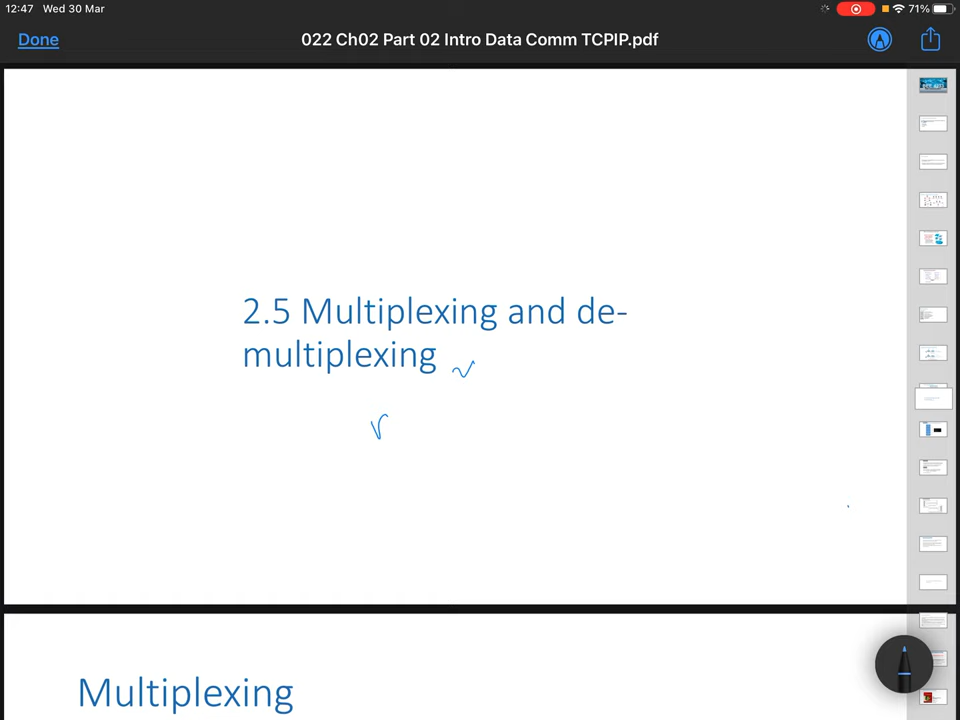 12:47 Wed 30 Mar 71%
Done 022 Ch02 Part 02 Intro Data Comm TCPIP.pdf
2.5 Multiplexing and de-
multiplexing
Multiplexing